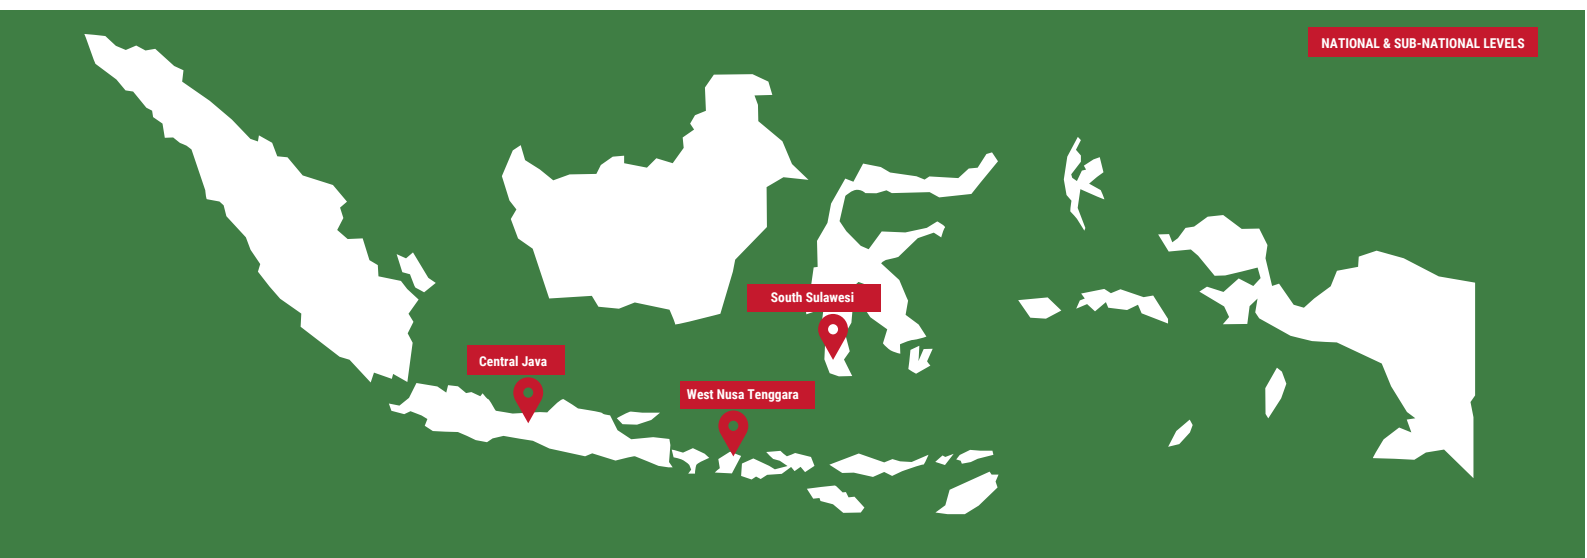 NATIONAL & SUB-NATIONAL LEVELS
South Sulawesi
Central Java
West Nusa Tenggara